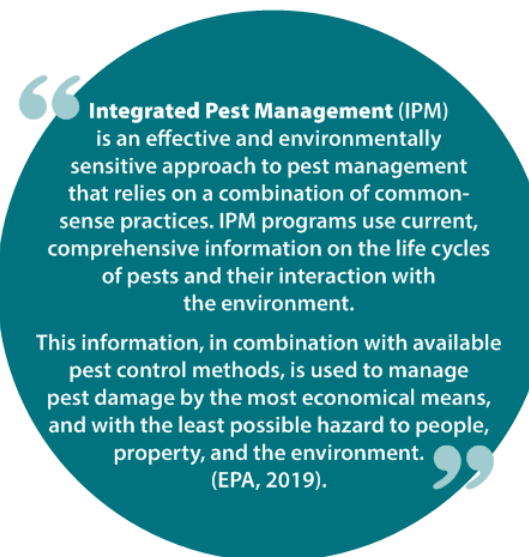 “ Integrated Pest Management (IPM)
is an effective and environmentally
sensitive approach to pest management
that relies on a combination of common-
sense practices. IPM programs use current,
comprehensive information on the life cycles
of pests and their interaction with
the environment.
This information, in combination with available
pest control methods, is used to manage
pest damage by the most economical means,
and with the least possible hazard to people,
property, and the environment. ”
(EPA, 2019).